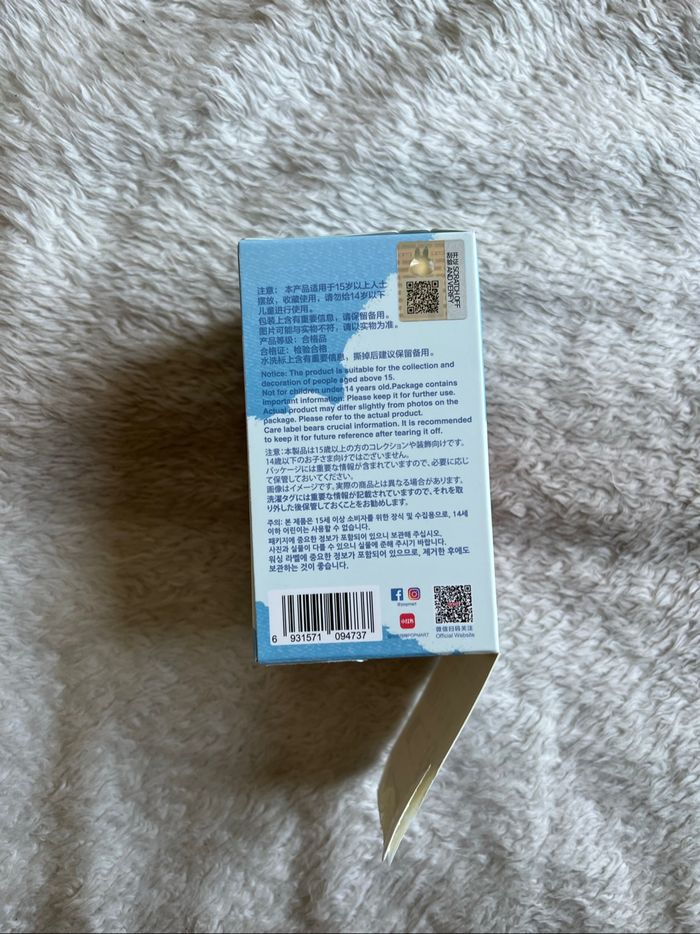 刮涂层 查真伪
SCRATCH OFF
AND VERIFY
注意： 本产品适用于15岁以上人士
摆放，收藏使用，请勿给14岁以下
儿童进行使用。
包装上含有重要信息，请保留备用。
图片可能与实物不符，请以实物为准。
产品等级：合格品
合格证：检验合格
水洗标上含有重要信息，撕掉后建议保留备用。
Notice: The product is suitable for the collection and
decoration of people aged above 15.
Not for children under 14 years old.Package contains
important information. Please keep it for further use.
Actual product may differ slightly from photos on the
package. Please refer to the actual product.
Care label bears crucial information. It is recommended
to keep it for future reference after tearing it off.
注意:本製品は15歳以上の方のコレクションや装飾向けです。
14歳以下のお子さま向けではございません。
パッケージには重要な情報が含まれていますので、必要に応じ
て保管しておいてください。
画像はイメージです。実際の商品とは異なる場合があります。
洗濯タグには重要な情報が記載されていますので、それを取
り外した後保管しておくことをお勧めします。
주의: 본 제품은 15세 이상 소비자를 위한 장식 및 수집용으로, 14세
이하 어린이는 사용할 수 없습니다.
패키지에 중요한 정보가 포함되어 있으니 보관해 주십시오.
사진과 실물이 다를 수 있으니 실물에 준해 주시기 바랍니다.
워싱 라벨에 중요한 정보가 포함되어 있으므로, 제거한 후에도
보관하는 것이 좋습니다.
6 931571 094737
@popmart
小红书
POPMART
微信扫码关注
Official Website